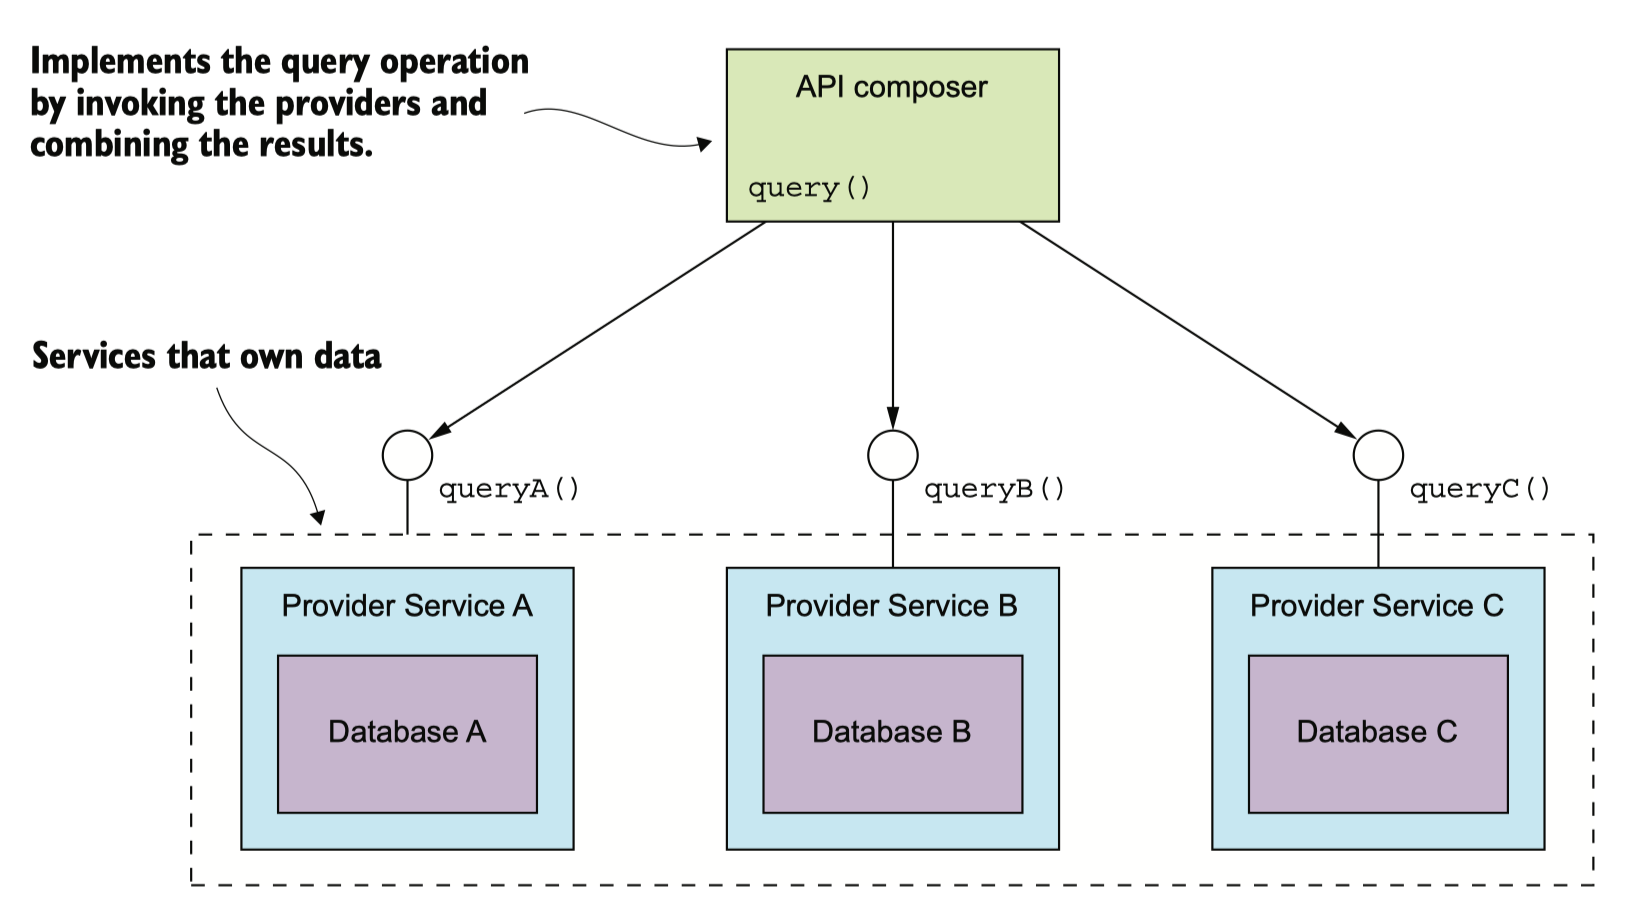 Implements the query operation
by invoking the providers and
combining the results.
API composer
query()
Services that own data
queryA()
queryB()
queryC()
Provider Service A
Provider Service B
Provider Service C
Database A
Database B
Database C